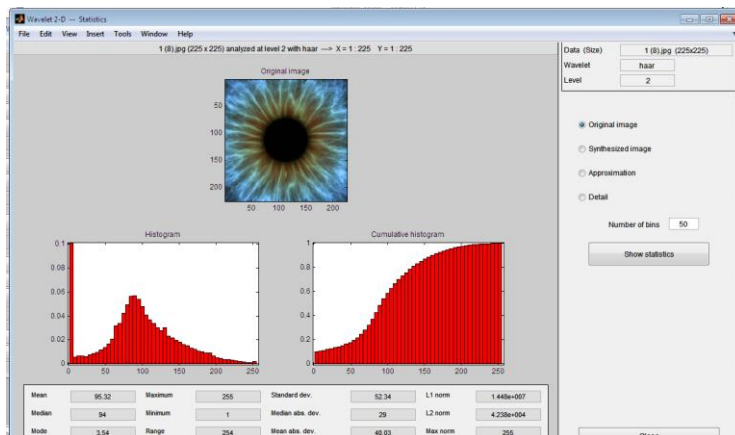 Wavelet 2-D --- Statistics
File Edit View Insert Tools Window Help
1 (8).jpg (225 x 225) analyzed at level 2 with haar ---> X = 1 : 225 Y = 1 : 225
Data (Size) 1 (8).jpg (225x225)
Wavelet haar
Level 2
Original image
50
100
150
200
50 100 150 200
Original image
Synthesized image
Approximation
Detail
Number of bins 50
Show statistics
Histogram
0.1
0.08
0.06
0.04
0.02
0
0 50 100 150 200 250
Cumulative histogram
1
0.8
0.6
0.4
0.2
0
0 50 100 150 200 250
Mean 95.32 Maximum 255 Standard dev. 52.34 L1 norm 1.448e+007
Median 94 Minimum 1 Median abs. dev. 29 L2 norm 4.238e+004
Mode 3.54 Range 254 Mean abs. dev. 40.03 Max norm 255